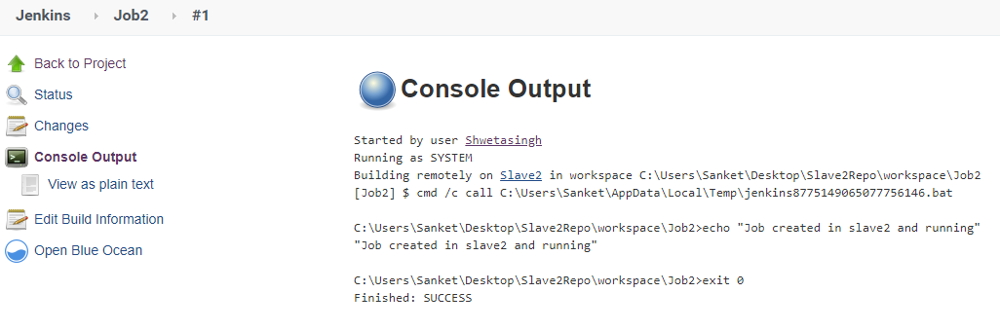 Jenkins Job2 #1
Back to Project
Status
Changes
Console Output
View as plain text
Edit Build Information
Open Blue Ocean
Console Output
Started by user Shwetasingh
Running as SYSTEM
Building remotely on Slave2 in workspace C:\Users\Sanket\Desktop\Slave2Repo\workspace\Job2
[Job2] $ cmd /c call C:\Users\Sanket\AppData\Local\Temp\jenkins8775149065077756146.bat
C:\Users\Sanket\Desktop\Slave2Repo\workspace\Job2>echo "Job created in slave2 and running"
"Job created in slave2 and running"
C:\Users\Sanket\Desktop\Slave2Repo\workspace\Job2>exit 0
Finished: SUCCESS